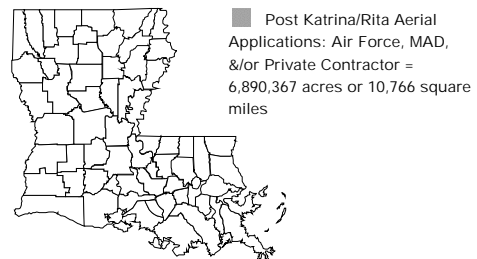 Post Katrina/Rita Aerial
Applications: Air Force, MAD,
&/or Private Contractor =
6,890,367 acres or 10,766 square
miles